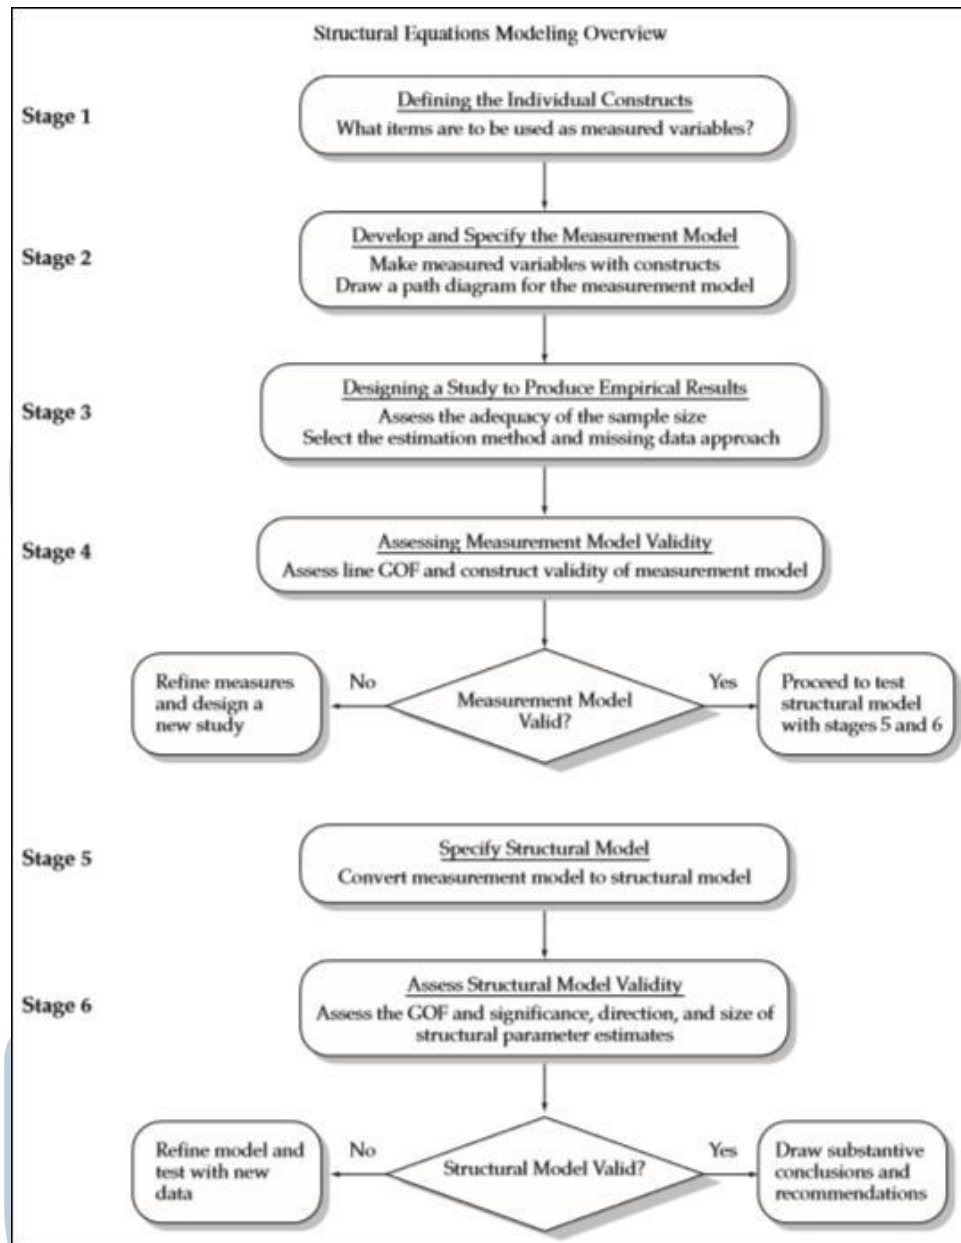 Structural Equations Modeling Overview
Stage 1
Defining the Individual Constructs
What items are to be used as measured variables?
Stage 2
Develop and Specify the Measurement Model
Make measured variables with constructs
Draw a path diagram for the measurement model
Stage 3
Designing a Study to Produce Empirical Results
Assess the adequacy of the sample size
Select the estimation method and missing data approach
Stage 4
Assessing Measurement Model Validity
Assess line GOF and construct validity of measurement model
Refine measures
and design a
new study
No
Measurement Model
Valid?
Yes
Proceed to test
structural model
with stages 5 and 6
Stage 5
Specify Structural Model
Convert measurement model to structural model
Stage 6
Assess Structural Model Validity
Assess the GOF and significance, direction, and size of
structural parameter estimates
Refine model and
test with new
data
No
Structural Model Valid?
Yes
Draw substantive
conclusions and
recommendations